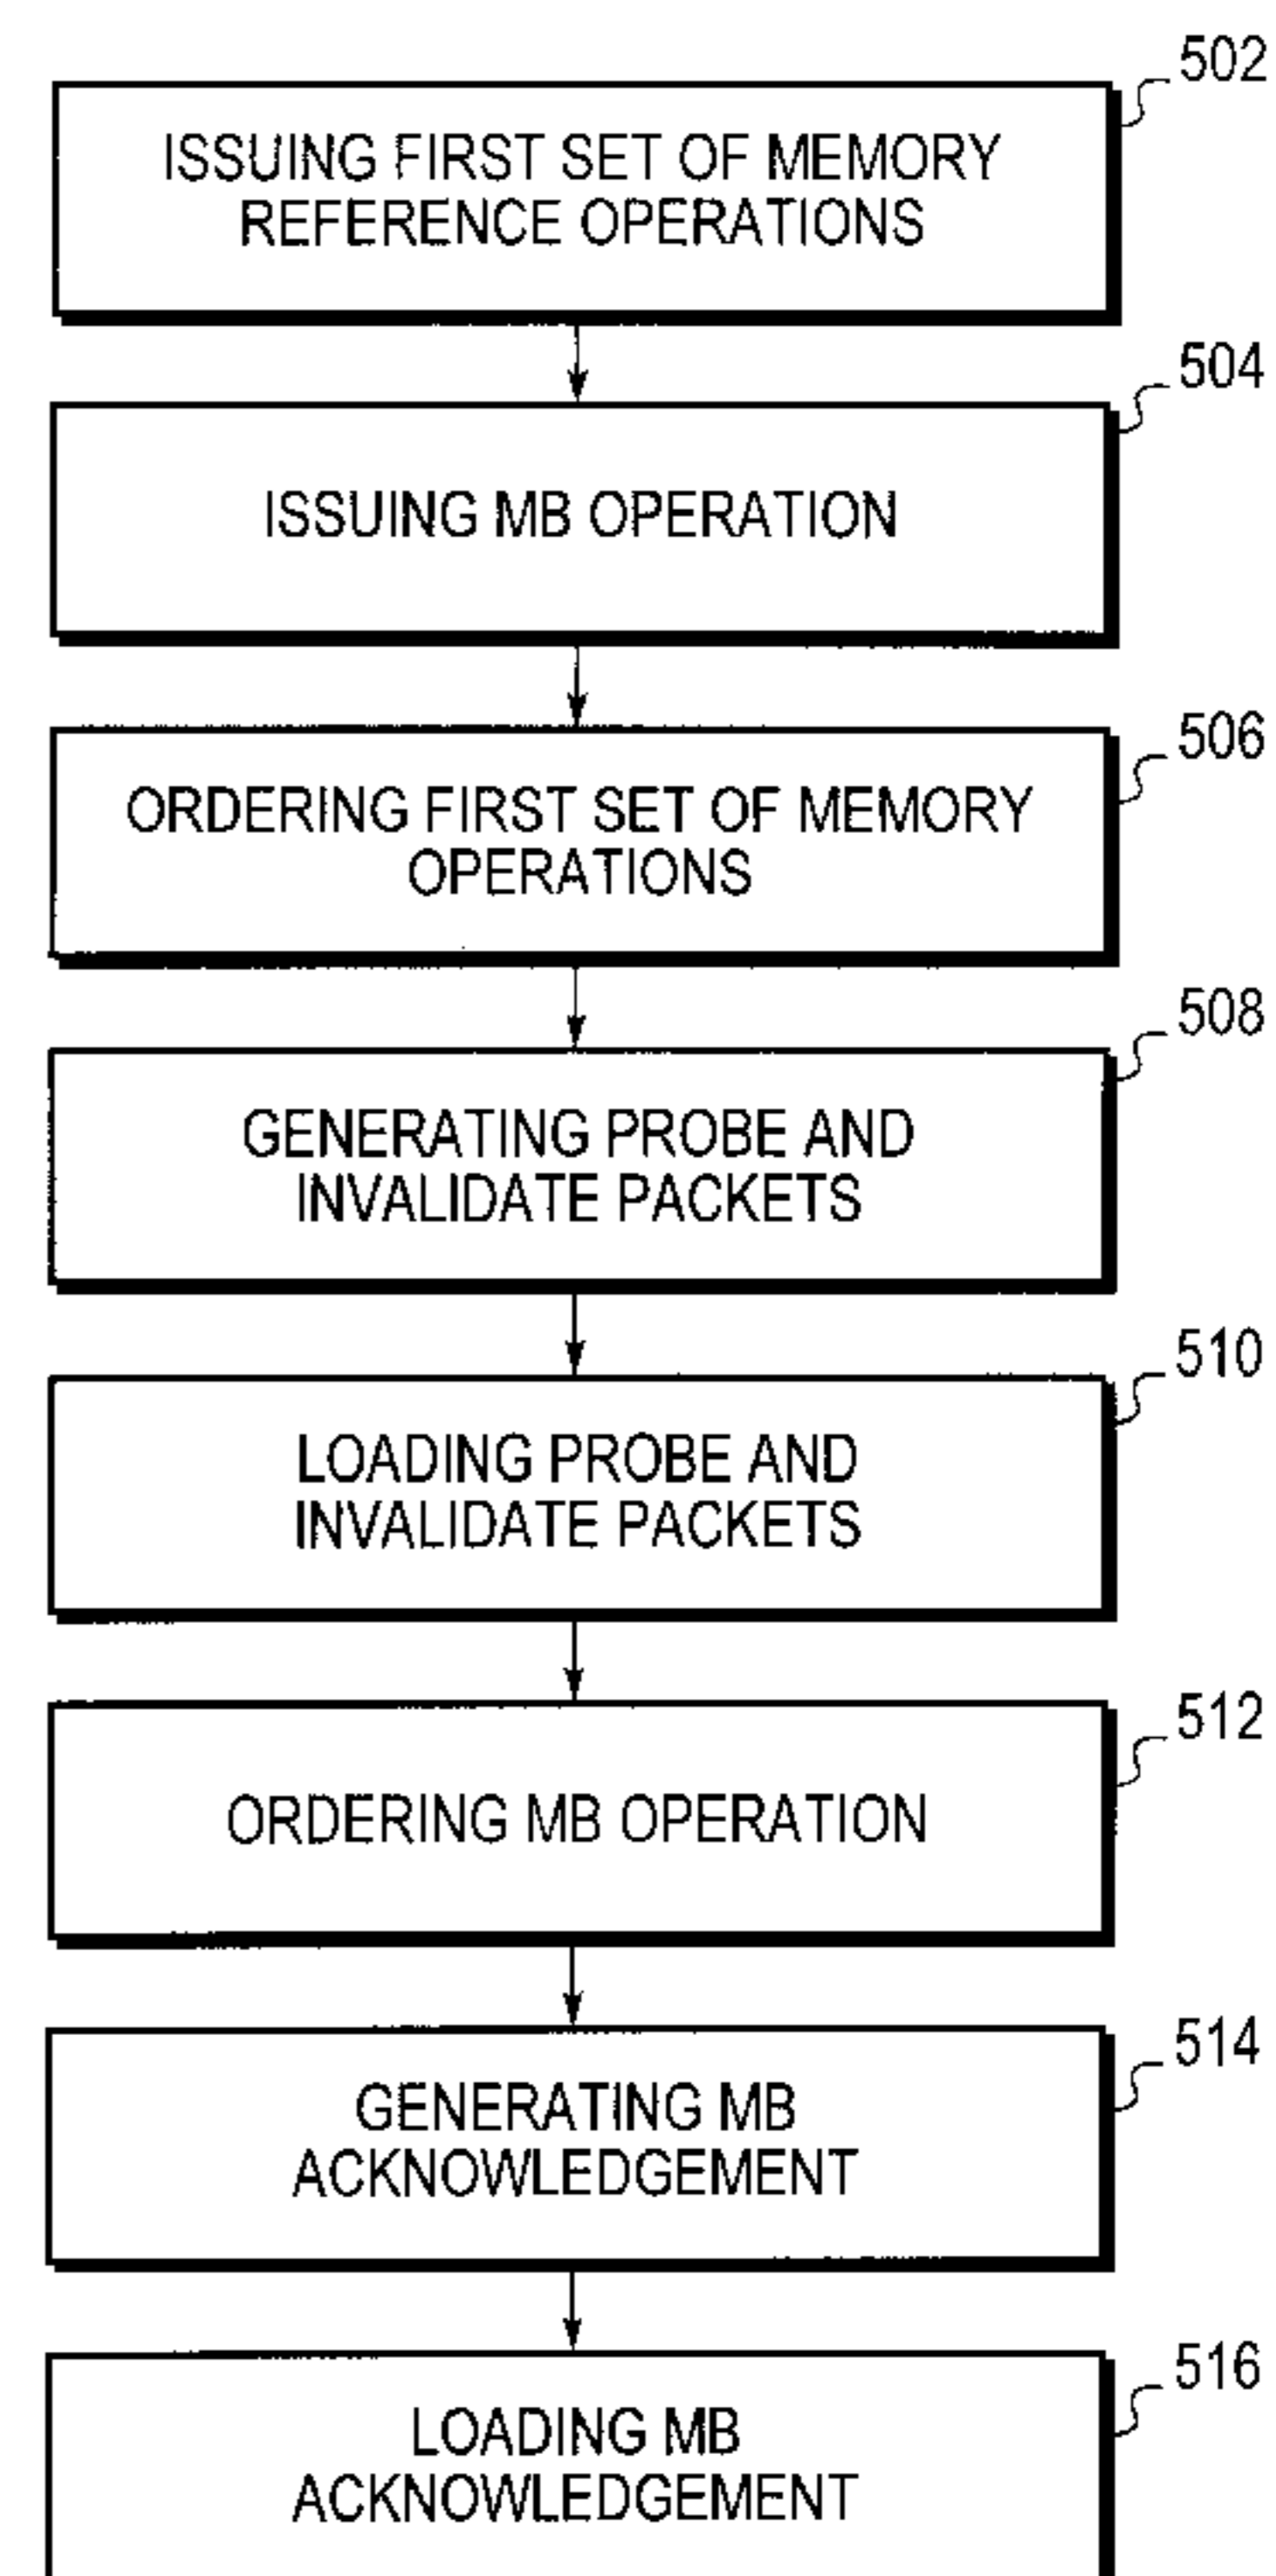 502
ISSUING FIRST SET OF MEMORY
REFERENCE OPERATIONS
504
ISSUING MB OPERATION
506
ORDERING FIRST SET OF MEMORY
OPERATIONS
508
GENERATING PROBE AND
INVALIDATE PACKETS
510
LOADING PROBE AND
INVALIDATE PACKETS
512
ORDERING MB OPERATION
514
GENERATING MB
ACKNOWLEDGEMENT
516
LOADING MB
ACKNOWLEDGEMENT